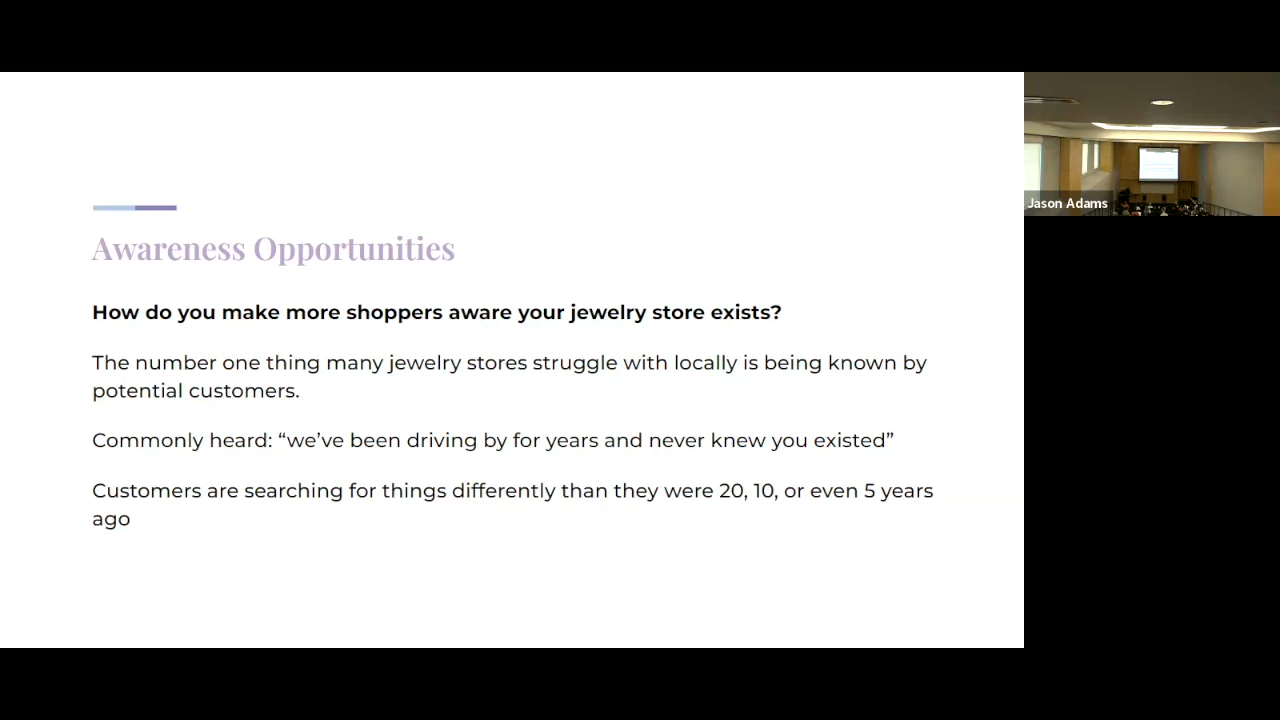 Awareness Opportunities
How do you make more shoppers aware your jewelry store exists?
The number one thing many jewelry stores struggle with locally is being known by
potential customers.
Commonly heard: “we’ve been driving by for years and never knew you existed”
Customers are searching for things differently than they were 20, 10, or even 5 years
ago
Jason Adams